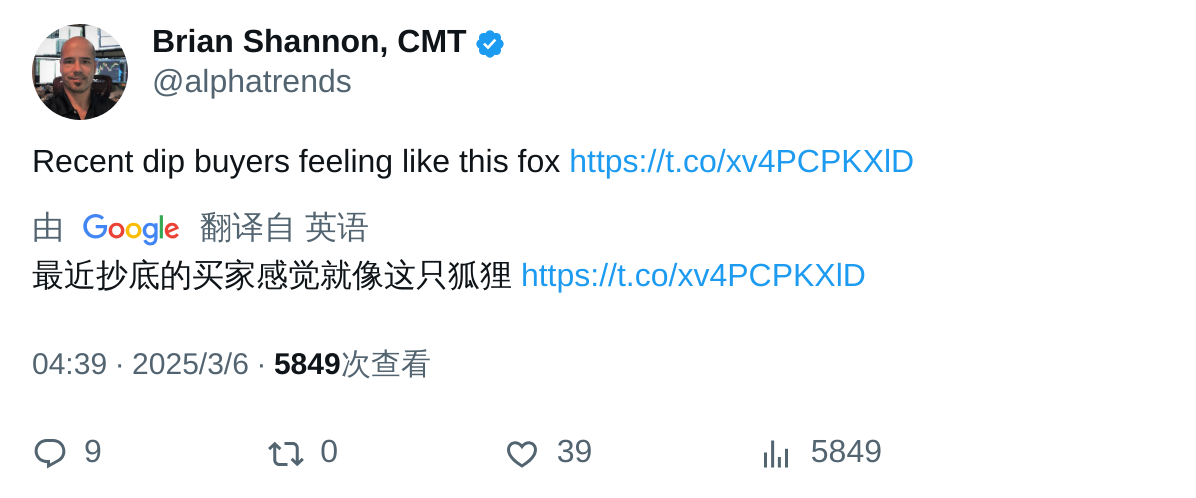 Brian Shannon, CMT
@alphatrends
Recent dip buyers feeling like this fox https://t.co/xv4PCPKXlD
由 Google 翻译自 英语
最近抄底的买家感觉就像这只狐狸 https://t.co/xv4PCPKXlD
04:39 · 2025/3/6 · 5849次查看
9 0 39 5849